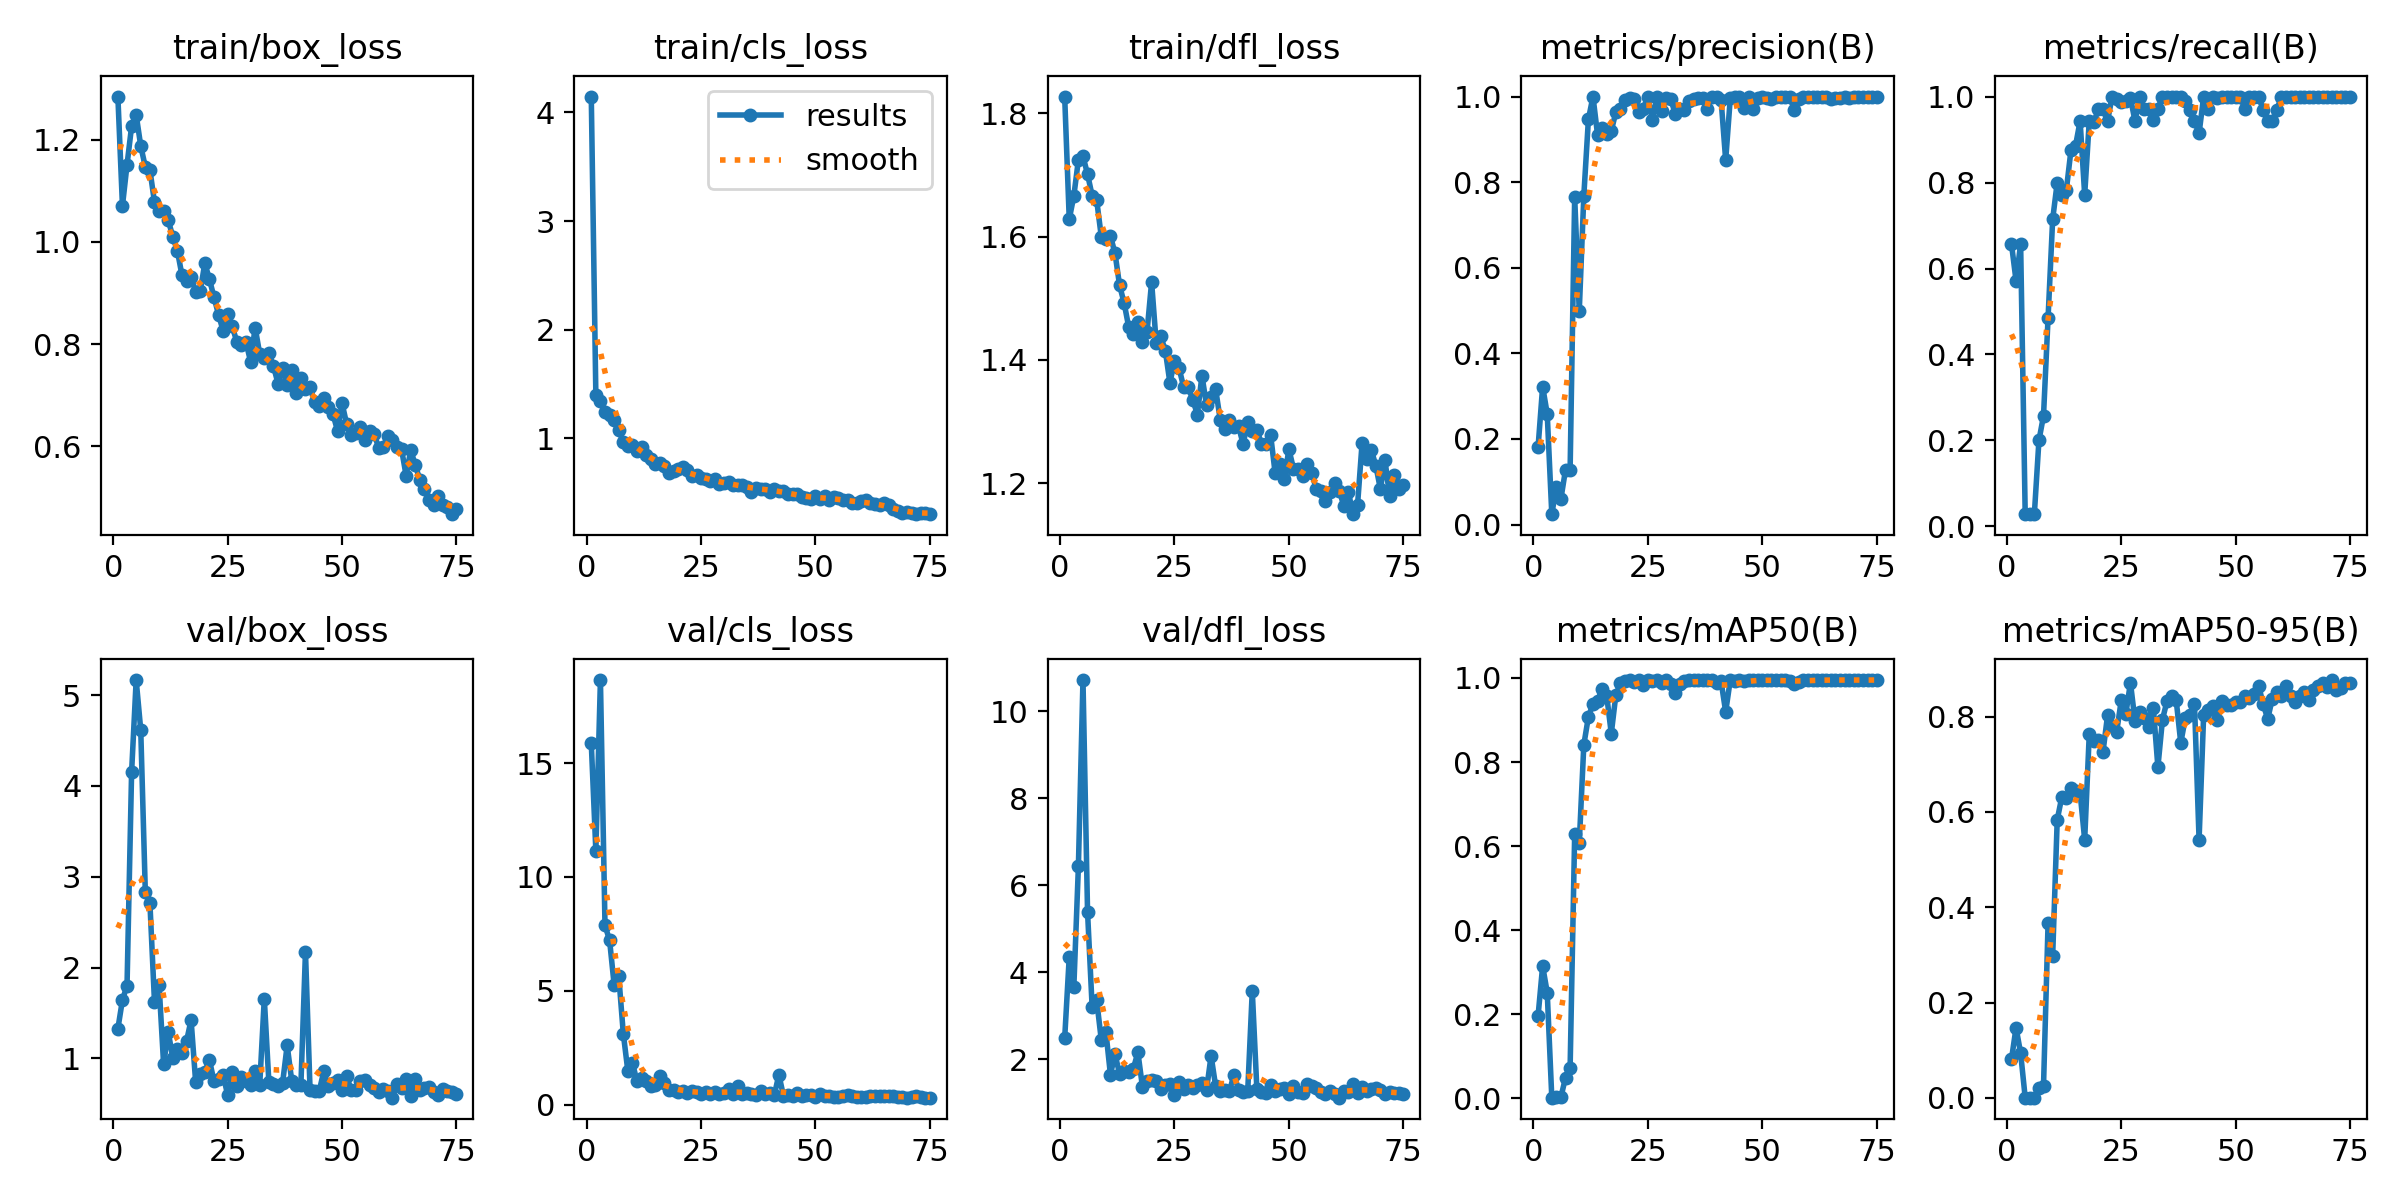 train/box_loss
1.2
1.0
0.8
0.6
0 25 50 75
train/cls_loss
results
smooth
4
3
2
1
0 25 50 75
train/dfl_loss
1.8
1.6
1.4
1.2
0 25 50 75
metrics/precision(B)
1.0
0.8
0.6
0.4
0.2
0.0
0 25 50 75
metrics/recall(B)
1.0
0.8
0.6
0.4
0.2
0.0
0 25 50 75
val/box_loss
5
4
3
2
1
0 25 50 75
val/cls_loss
15
10
5
0
0 25 50 75
val/dfl_loss
10
8
6
4
2
0 25 50 75
metrics/mAP50(B)
1.0
0.8
0.6
0.4
0.2
0.0
0 25 50 75
metrics/mAP50-95(B)
0.8
0.6
0.4
0.2
0.0
0 25 50 75